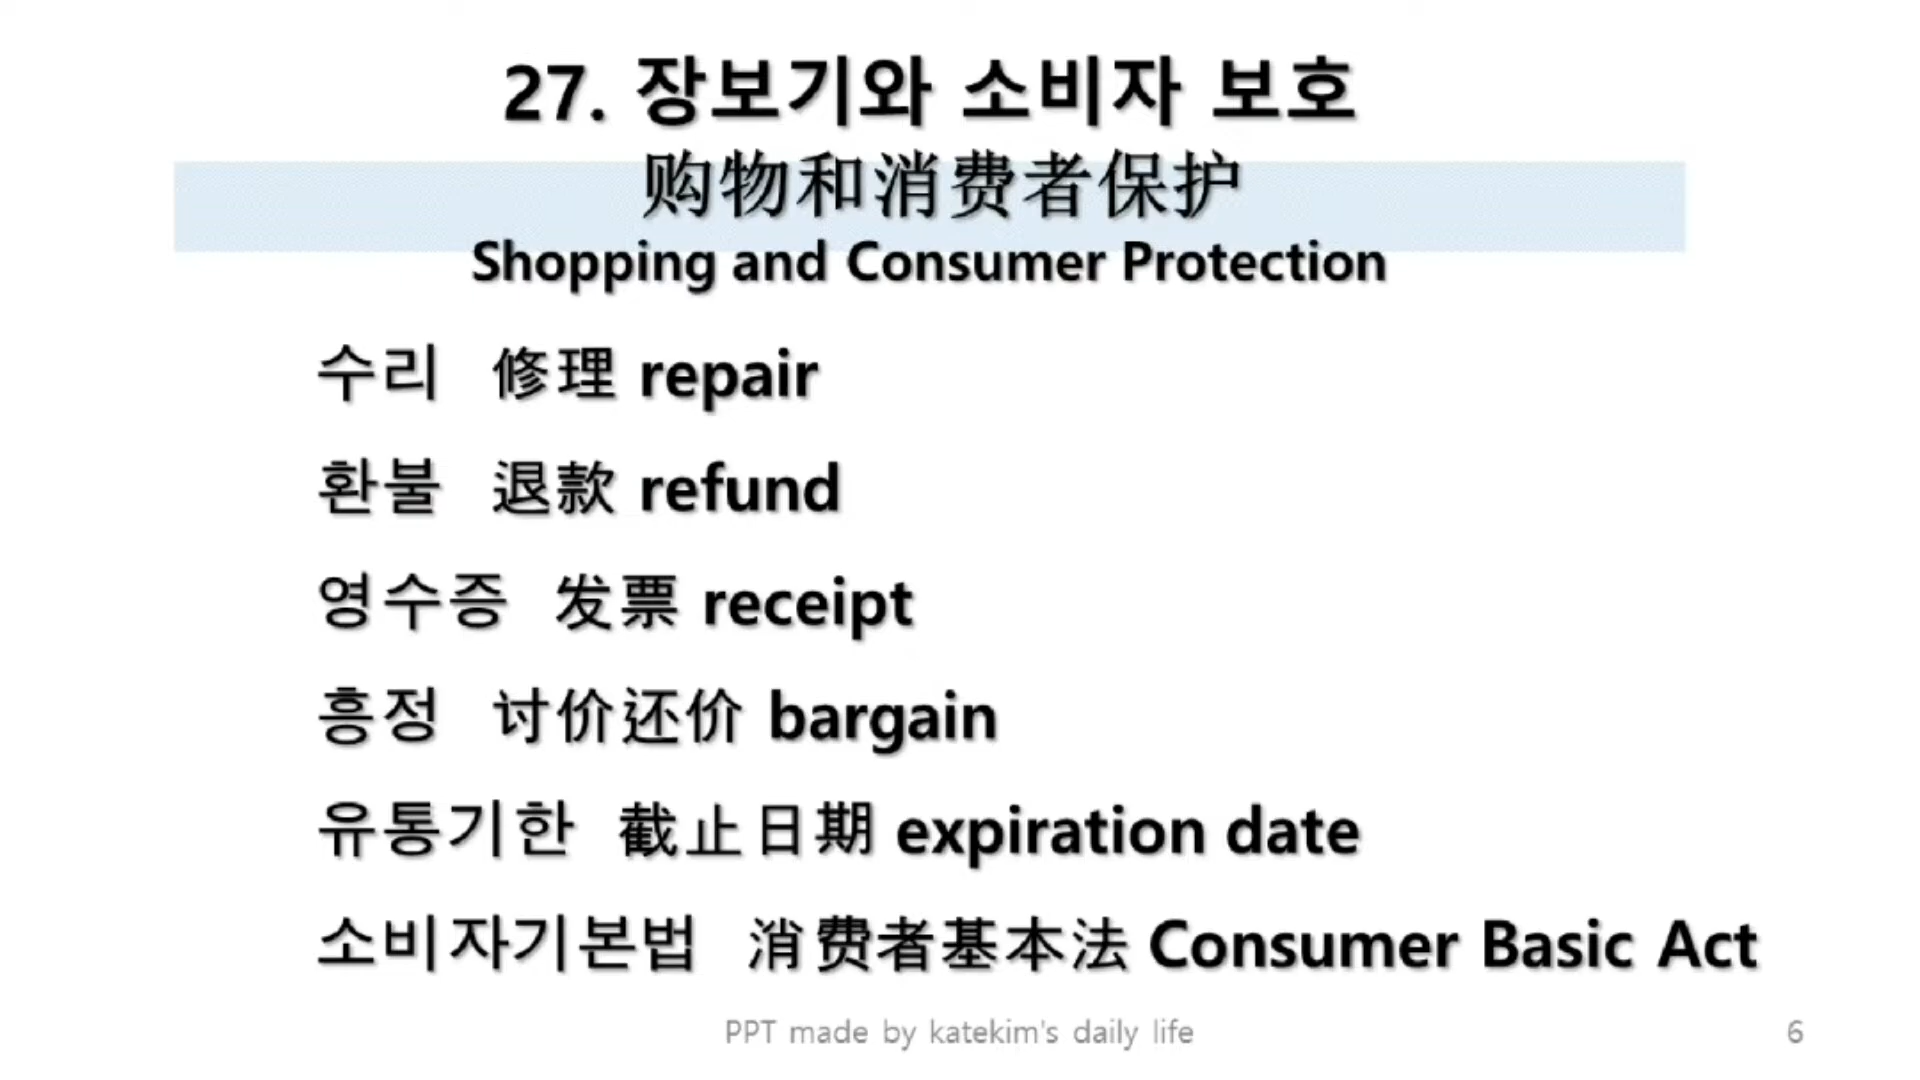 27. 장보기와 소비자 보호
购物和消费者保护
Shopping and Consumer Protection
수리 修理 repair
환불 退款 refund
영수증 发票 receipt
흥정 讨价还价 bargain
유통기한 截止日期 expiration date
소비자기본법 消费者基本法 Consumer Basic Act
PPT made by katekim's daily life
6